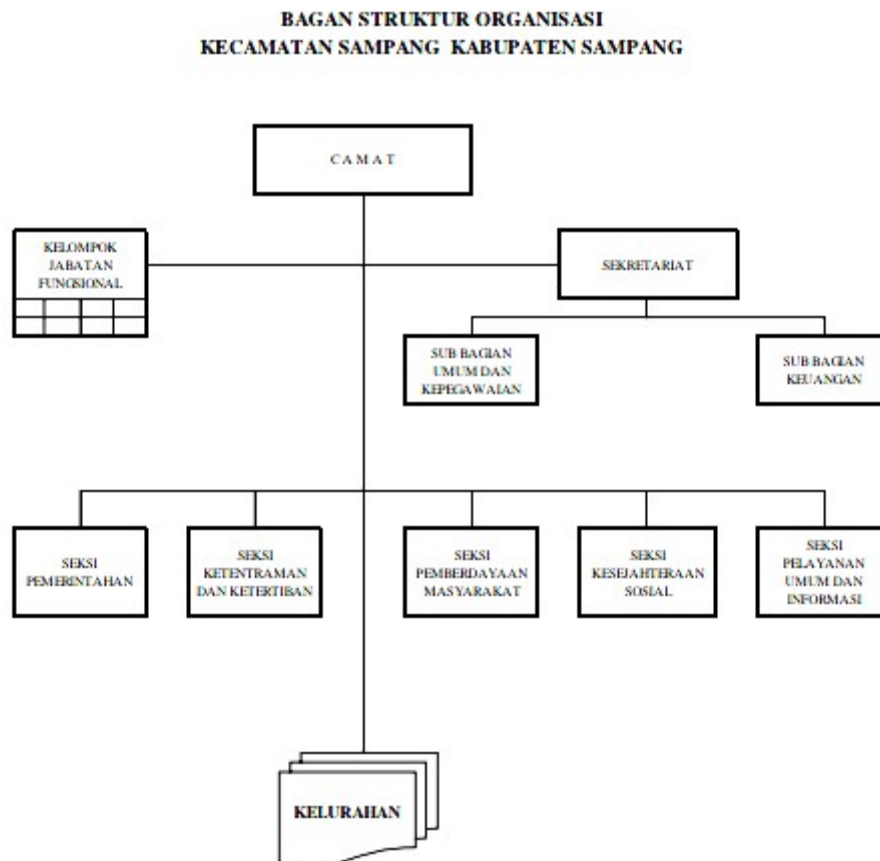 BAGAN STRUKTUR ORGANISASI
KECAMATAN SAMPANG KABUPATEN SAMPANG
C A M A T
KELOMPOK
JABATAN
FUNGSIONAL
SEKRETARIAT
SUB BAGIAN
UMUM DAN
KEPEGAWAIAN
SUB BAGIAN
KEUANGAN
SEKSI
PEMERINTAHAN
SEKSI
KETENTRAMAN
DAN KETERTIBAN
SEKSI
PEMBERDAYAAN
MASYARAKAT
SEKSI
KESEJAHTERAAN
SOSIAL
SEKSI
PELAYANAN
UMUM DAN
INFORMASI
KELURAHAN